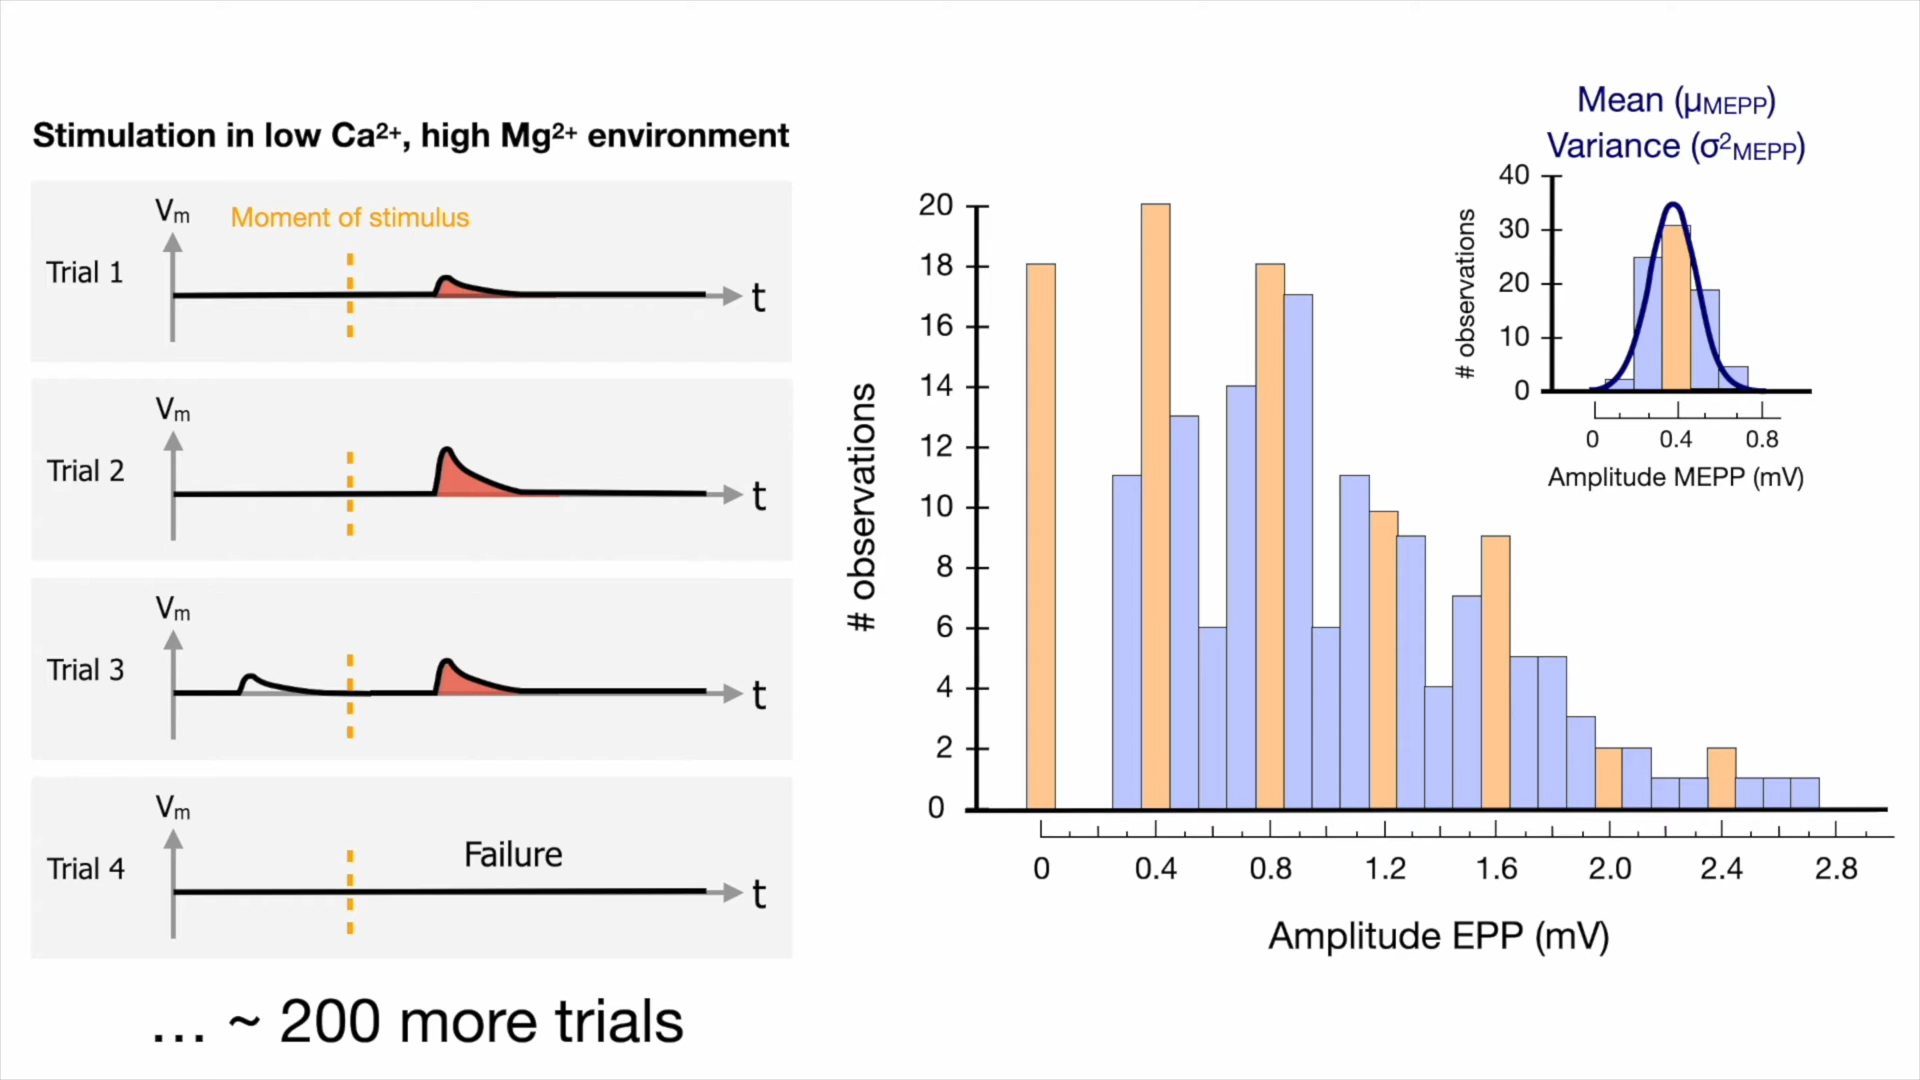 Stimulation in low Ca²⁺, high Mg²⁺ environment
Trial 1
Vm
Moment of stimulus
t
Trial 2
Vm
t
Trial 3
Vm
t
Trial 4
Vm
Failure
t
... ~ 200 more trials
# observations
20
18
16
14
12
10
8
6
4
2
0
0 0.4 0.8 1.2 1.6 2.0 2.4 2.8
Amplitude EPP (mV)
Mean (μMEPP)
Variance (σ²MEPP)
# observations
40
30
20
10
0
0 0.4 0.8
Amplitude MEPP (mV)